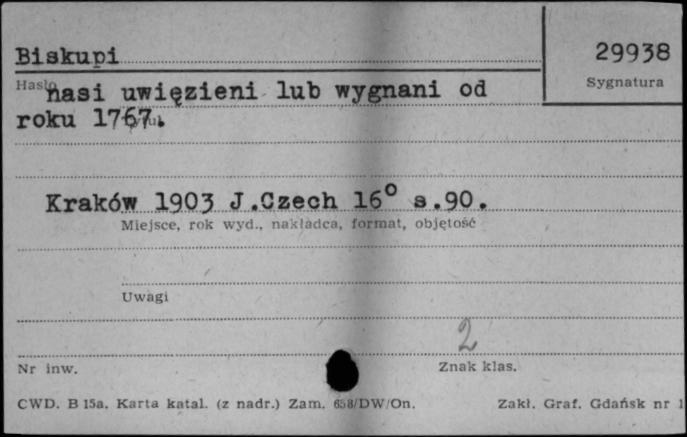 Biskupi
29938
Hasło
Sygnatura
nasi uwięzieni lub wygnani od
roku 1767.
Kraków 1903 J.Czech 16° s.90.
Miejsce, rok wyd., nakładca, format, objętość
Uwagi
2
Nr inw.
Znak klas.
CWD. B 15a. Karta katal. (z nadr.) Zam. 658/DW/On.
Zakł. Graf. Gdańsk nr 1